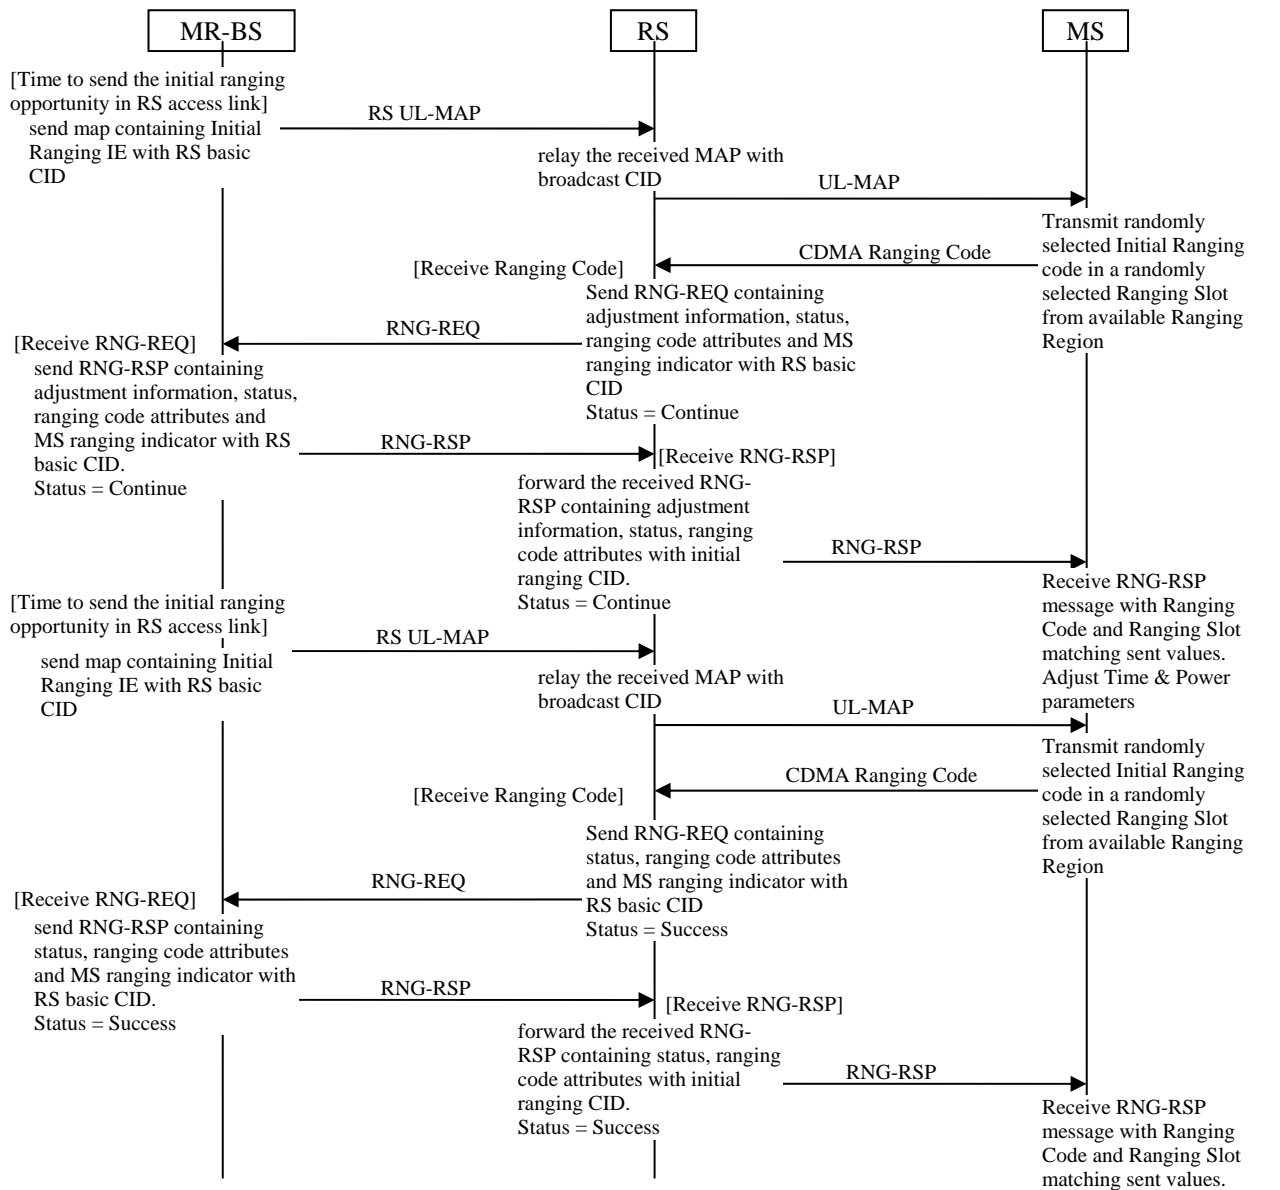 MR-BS
RS
MS
[Time to send the initial ranging
opportunity in RS access link]
send map containing Initial
Ranging IE with RS basic
CID
RS UL-MAP
relay the received MAP with
broadcast CID
UL-MAP
Transmit randomly
selected Initial Ranging
code in a randomly
selected Ranging Slot
from available Ranging
Region
CDMA Ranging Code
[Receive Ranging Code]
Send RNG-REQ containing
adjustment information, status,
ranging code attributes and MS
ranging indicator with RS basic
CID
Status = Continue
RNG-REQ
[Receive RNG-REQ]
send RNG-RSP containing
adjustment information, status,
ranging code attributes and
MS ranging indicator with RS
basic CID.
Status = Continue
RNG-RSP
[Receive RNG-RSP]
forward the received RNG-
RSP containing adjustment
information, status, ranging
code attributes with initial
ranging CID.
Status = Continue
RNG-RSP
Receive RNG-RSP
message with Ranging
Code and Ranging Slot
matching sent values.
Adjust Time & Power
parameters
[Time to send the initial ranging
opportunity in RS access link]
send map containing Initial
Ranging IE with RS basic
CID
RS UL-MAP
relay the received MAP with
broadcast CID
UL-MAP
Transmit randomly
selected Initial Ranging
code in a randomly
selected Ranging Slot
from available Ranging
Region
CDMA Ranging Code
[Receive Ranging Code]
Send RNG-REQ containing
status, ranging code attributes
and MS ranging indicator with
RS basic CID
Status = Success
RNG-REQ
[Receive RNG-REQ]
send RNG-RSP containing
status, ranging code attributes
and MS ranging indicator with
RS basic CID.
Status = Success
RNG-RSP
[Receive RNG-RSP]
forward the received RNG-
RSP containing status, ranging
code attributes with initial
ranging CID.
Status = Success
RNG-RSP
Receive RNG-RSP
message with Ranging
Code and Ranging Slot
matching sent values.